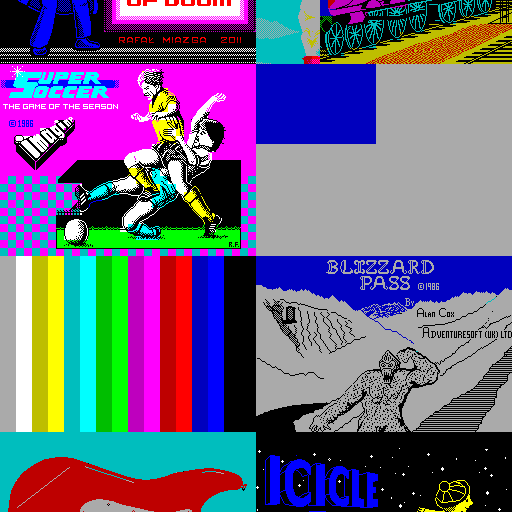 OF DOOM
RAFAŁ MIAZGA 2011
SUPER
SOCCER
THE GAME OF THE SEASON
© 1986
imagine
R.F.
BLIZZARD
PASS © 1986
By
ALAN COX
ADVENTURESOFT (UK) LTD
ICICLE